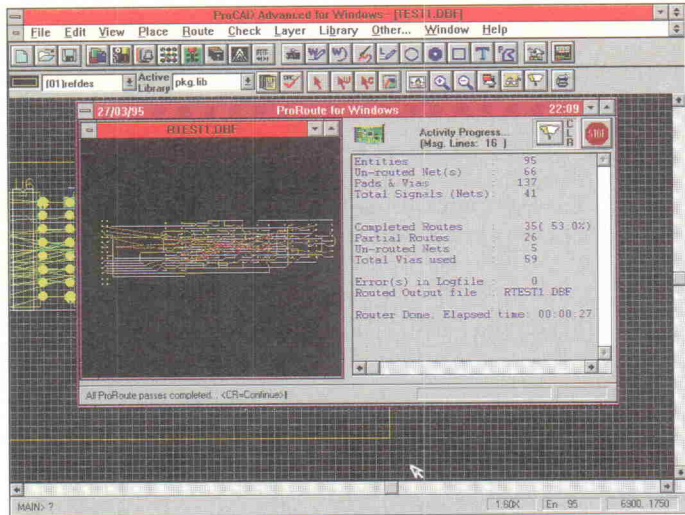 ProCAD Advanced for Windows - [TEST1.DBF]
File Edit View Place Route Check Layer Library Other... Window Help
[01]refdes Active Library pkg.lib
27/03/95 ProRoute for Windows 22:09
RTEST1.DBF
Activity Progress...
(Msg. Lines: 16 )
CLR
STOP
Entities : 95
Un-routed Net(s) : 66
Pads & Vias : 137
Total Signals (Nets) : 41
Completed Routes : 35( 53.0%)
Partial Routes : 26
Un-routed Nets : 5
Total Vias used : 59
Error(s) in Logfile : 0
Routed Output file : RTEST1 DBF
Router Done. Elapsed time: 00:00:27
All ProRoute passes completed... <CR=Continue>
MAIN> ? 1.60X En 95 6900, 1750